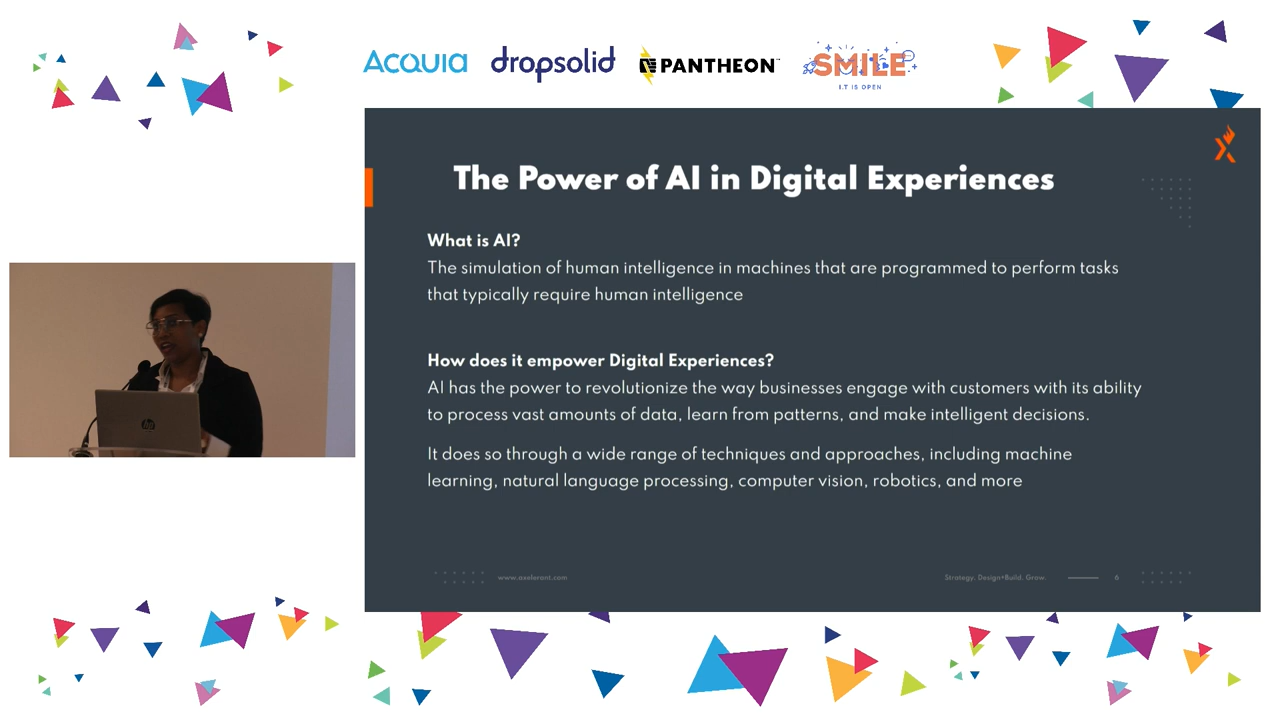 ACQUIA
dropsolid
PANTHEON
SMILE
I.T IS OPEN
The Power of AI in Digital Experiences
What is AI?
The simulation of human intelligence in machines that are programmed to perform tasks
that typically require human intelligence
How does it empower Digital Experiences?
AI has the power to revolutionize the way businesses engage with customers with its ability
to process vast amounts of data, learn from patterns, and make intelligent decisions.
It does so through a wide range of techniques and approaches, including machine
learning, natural language processing, computer vision, robotics, and more
www.axelerant.com
Strategy. Design+Build. Grow.
6
hp